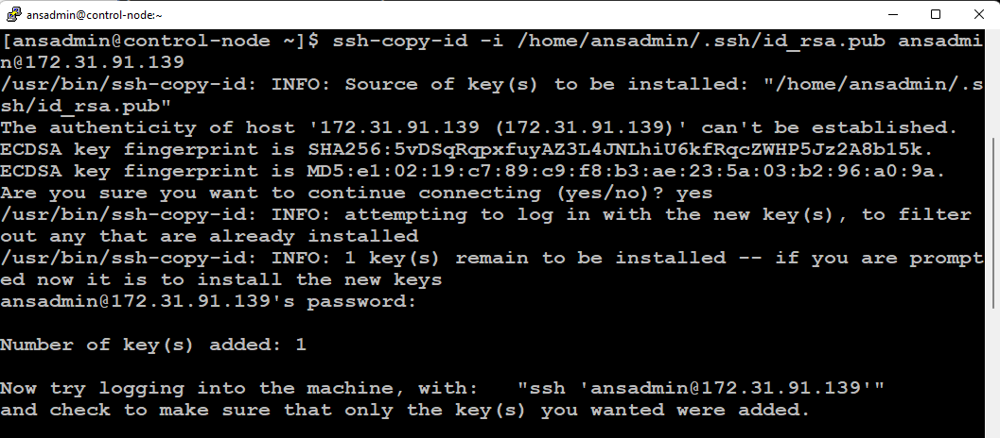 ansadmin@control-node:~
[ansadmin@control-node ~]$ ssh-copy-id -i /home/ansadmin/.ssh/id_rsa.pub ansadmi
n@172.31.91.139
/usr/bin/ssh-copy-id: INFO: Source of key(s) to be installed: "/home/ansadmin/.s
sh/id_rsa.pub"
The authenticity of host '172.31.91.139 (172.31.91.139)' can't be established.
ECDSA key fingerprint is SHA256:5vDSqRqpxfuyAZ3L4JNLhiU6kfRqcZWHP5Jz2A8b15k.
ECDSA key fingerprint is MD5:e1:02:19:c7:89:c9:f8:b3:ae:23:5a:03:b2:96:a0:9a.
Are you sure you want to continue connecting (yes/no)? yes
/usr/bin/ssh-copy-id: INFO: attempting to log in with the new key(s), to filter
out any that are already installed
/usr/bin/ssh-copy-id: INFO: 1 key(s) remain to be installed -- if you are prompt
ed now it is to install the new keys
ansadmin@172.31.91.139's password:
Number of key(s) added: 1
Now try logging into the machine, with:   "ssh 'ansadmin@172.31.91.139'"
and check to make sure that only the key(s) you wanted were added.